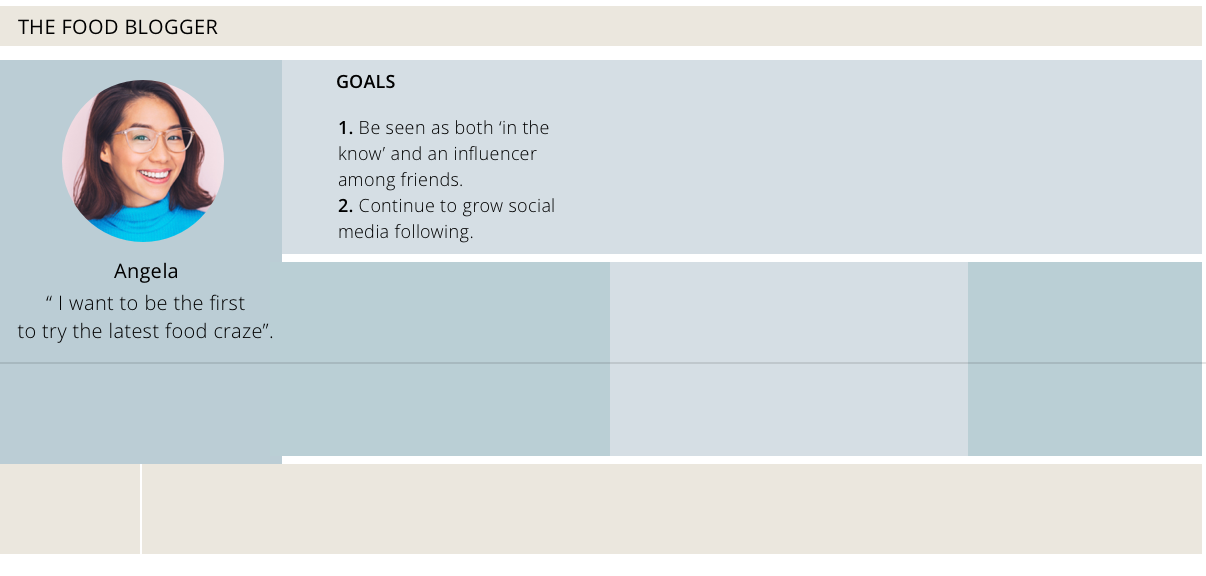 THE FOOD BLOGGER
GOALS
1. Be seen as both ‘in the
know’ and an influencer
among friends.
2. Continue to grow social
media following.
Angela
“ I want to be the first
to try the latest food craze”.